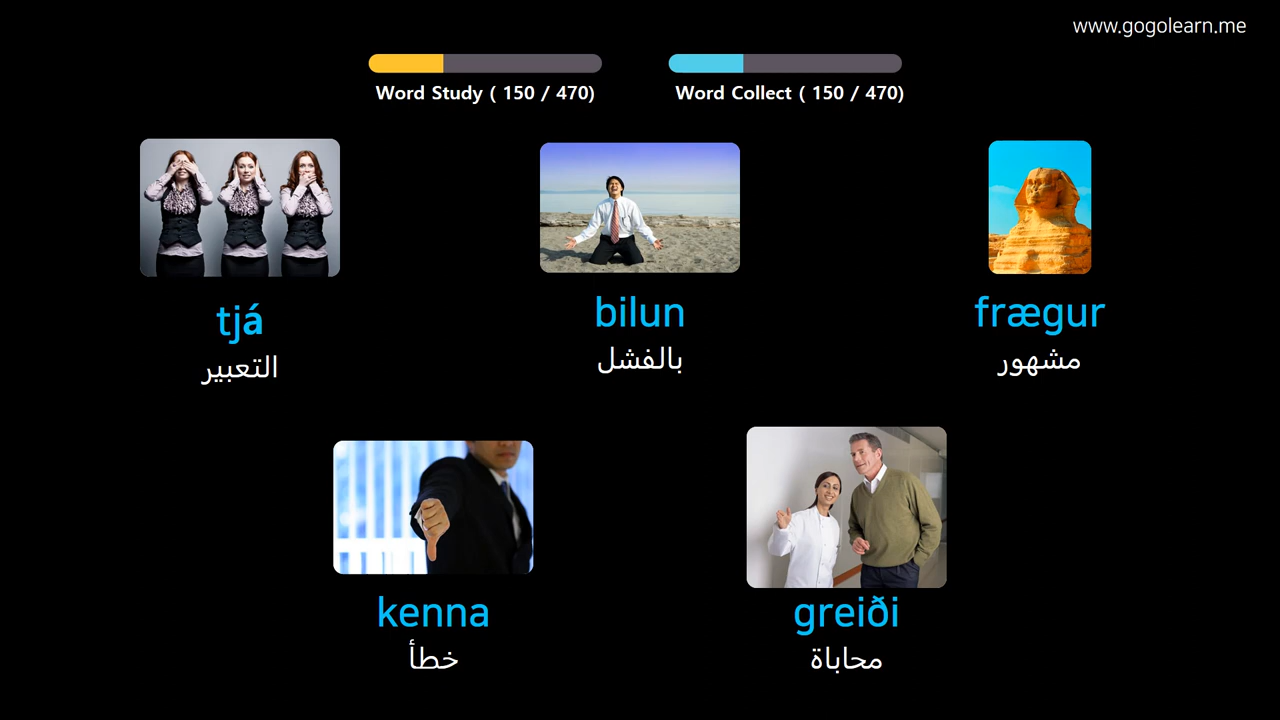 www.gogolearn.me
Word Study ( 150 / 470)
Word Collect ( 150 / 470)
tjá
التعبير
bilun
بالفشل
frægur
مشهور
kenna
خطأ
greiði
محاباة